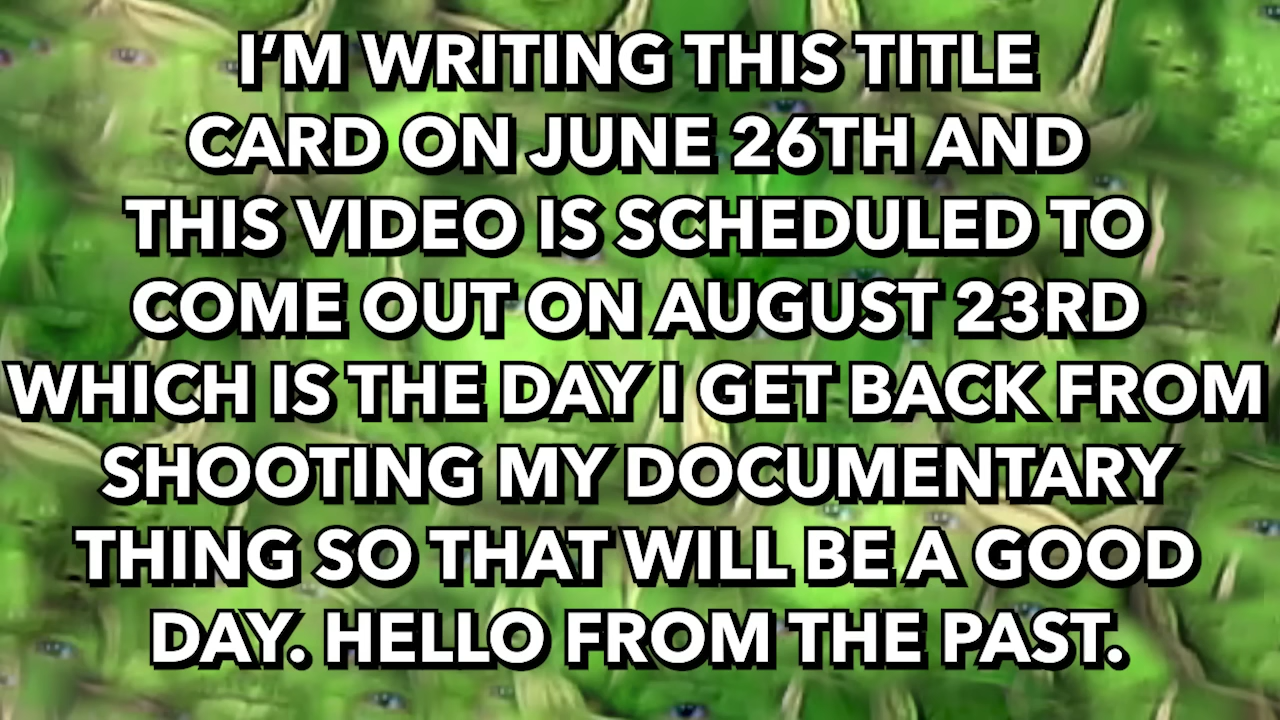 I‘M WRITING THIS TITLE
CARD ON JUNE 26TH AND
THIS VIDEO IS SCHEDULED TO
COME OUT ON AUGUST 23RD
WHICH IS THE DAY I GET BACK FROM
SHOOTING MY DOCUMENTARY
THING SO THAT WILL BE A GOOD
DAY. HELLO FROM THE PAST.